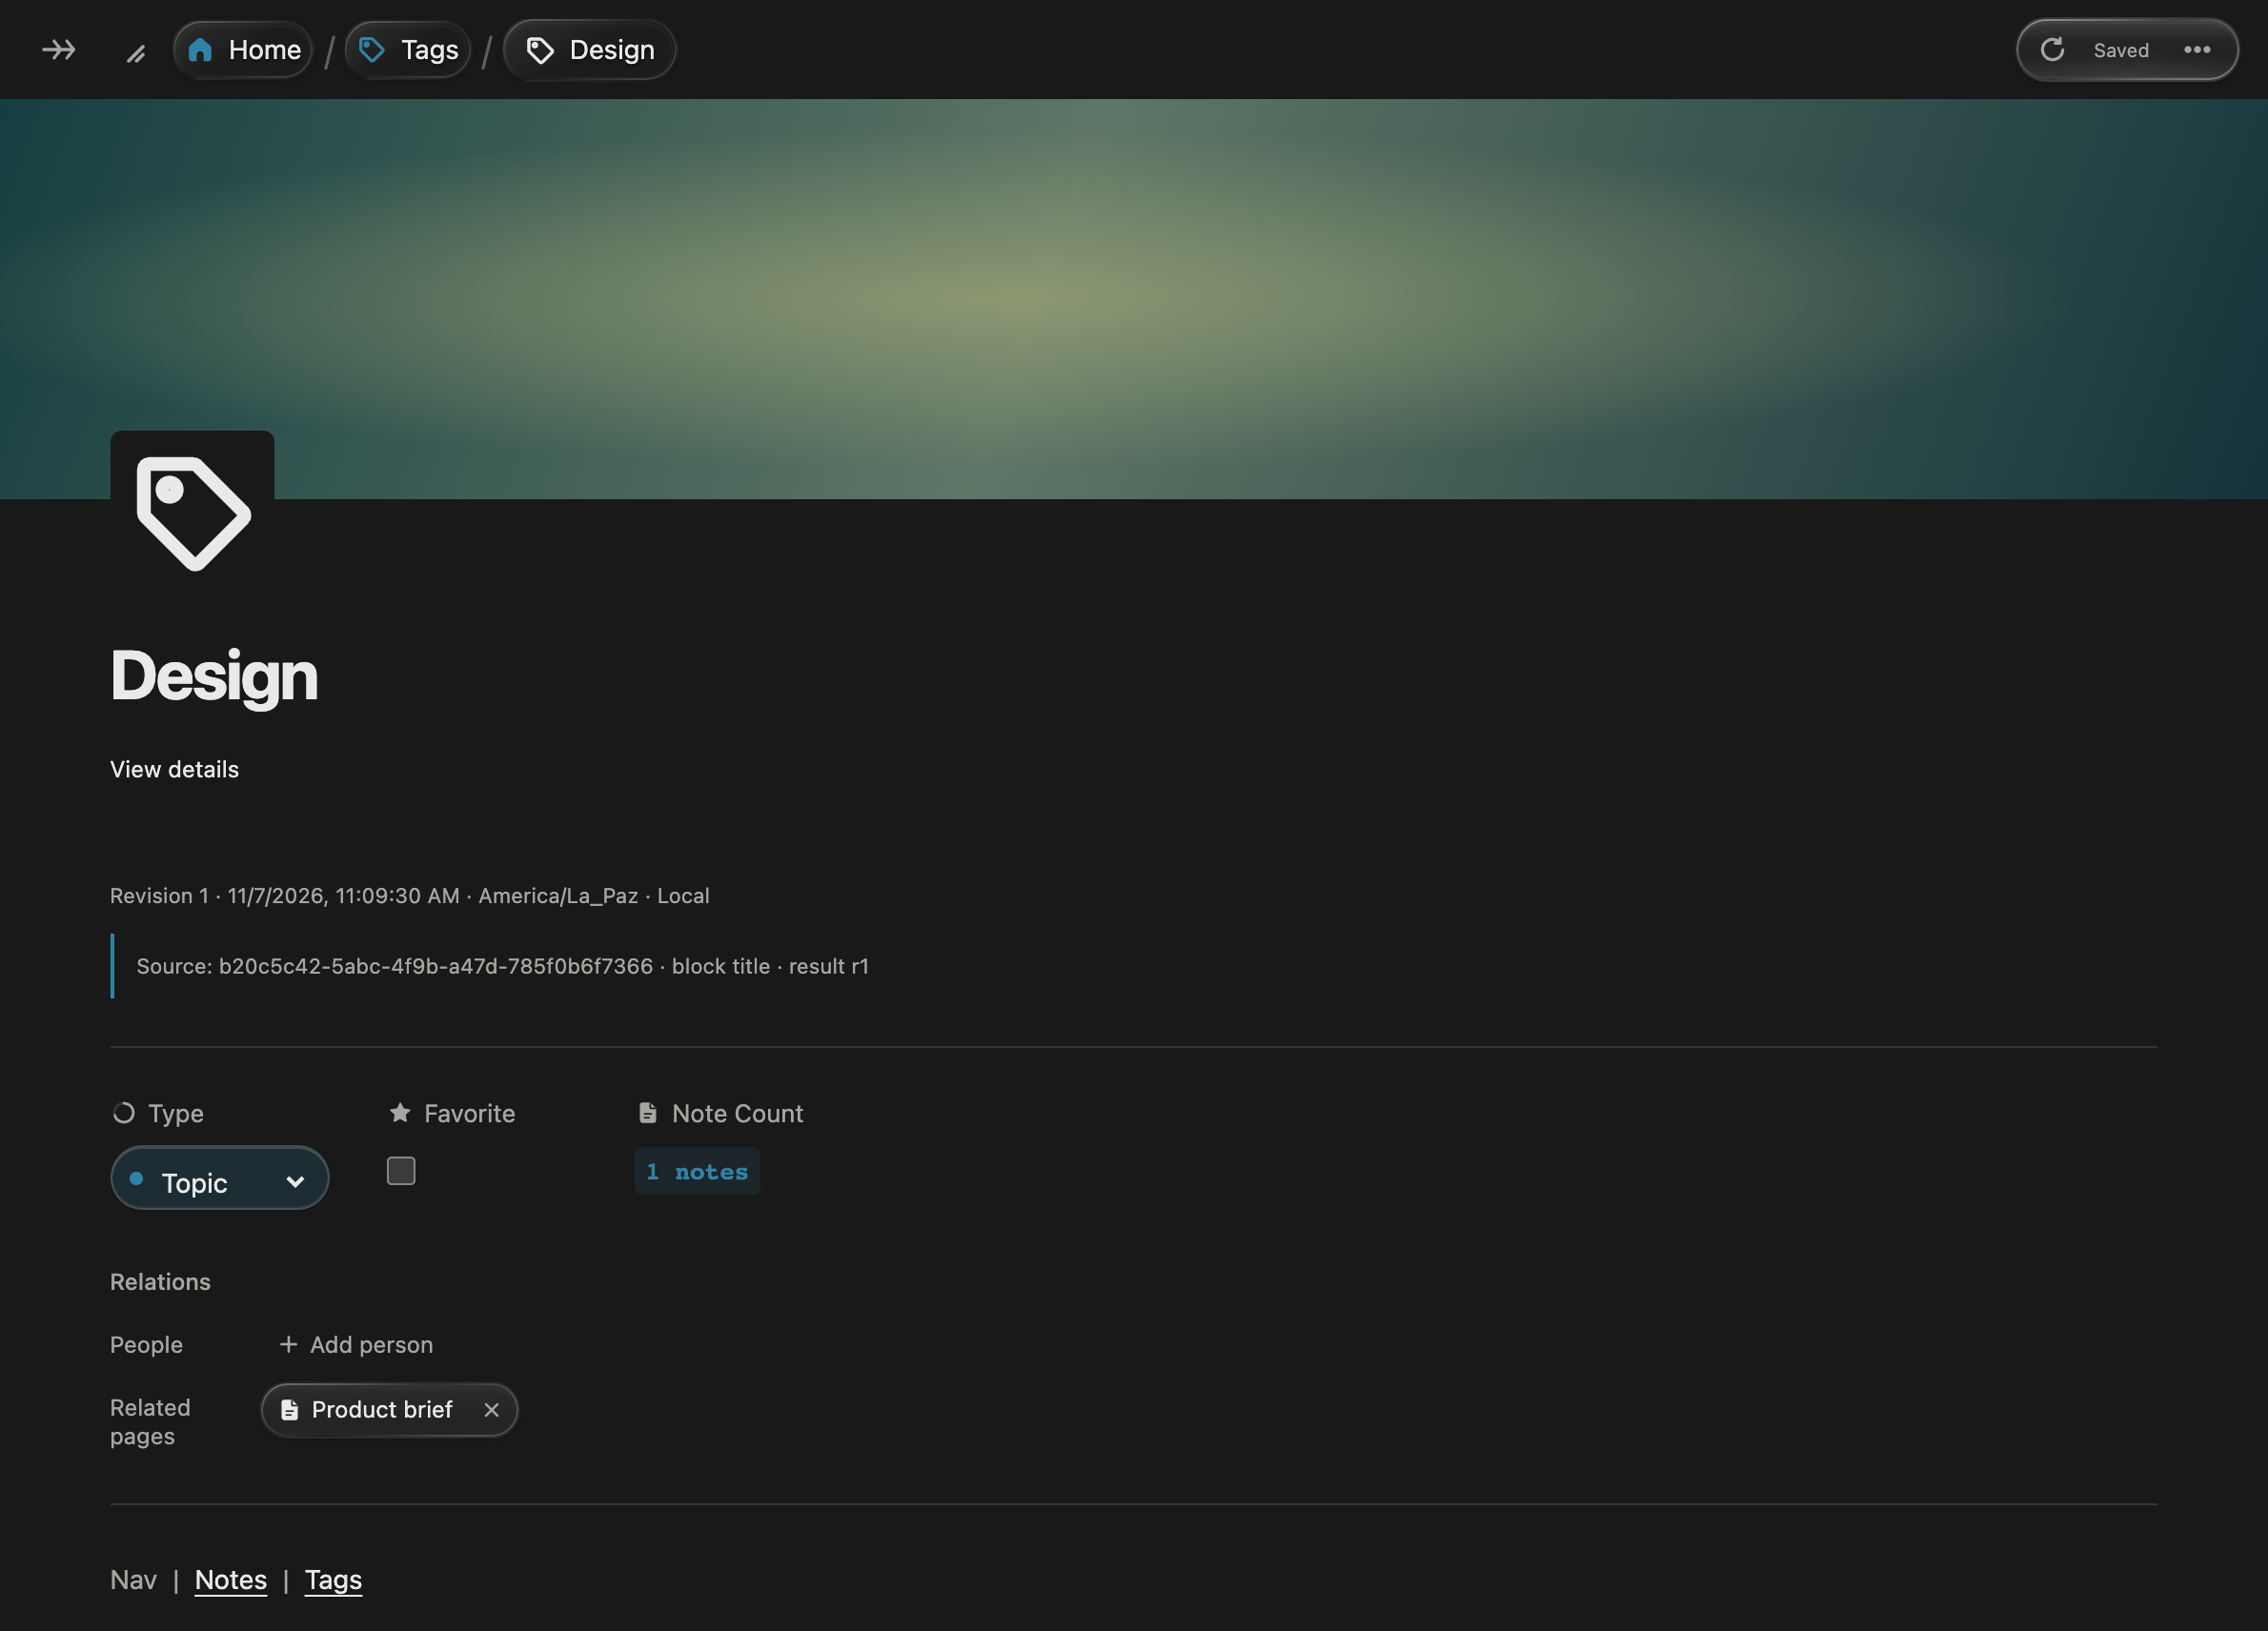 Home / Tags / Design
Saved
Design
View details
Revision 1 · 11/7/2026, 11:09:30 AM · America/La_Paz · Local
Source: b20c5c42-5abc-4f9b-a47d-785f0b6f7366 · block title · result r1
Type
Favorite
Note Count
Topic
1 notes
Relations
People
+ Add person
Related
pages
Product brief
Nav | Notes | Tags